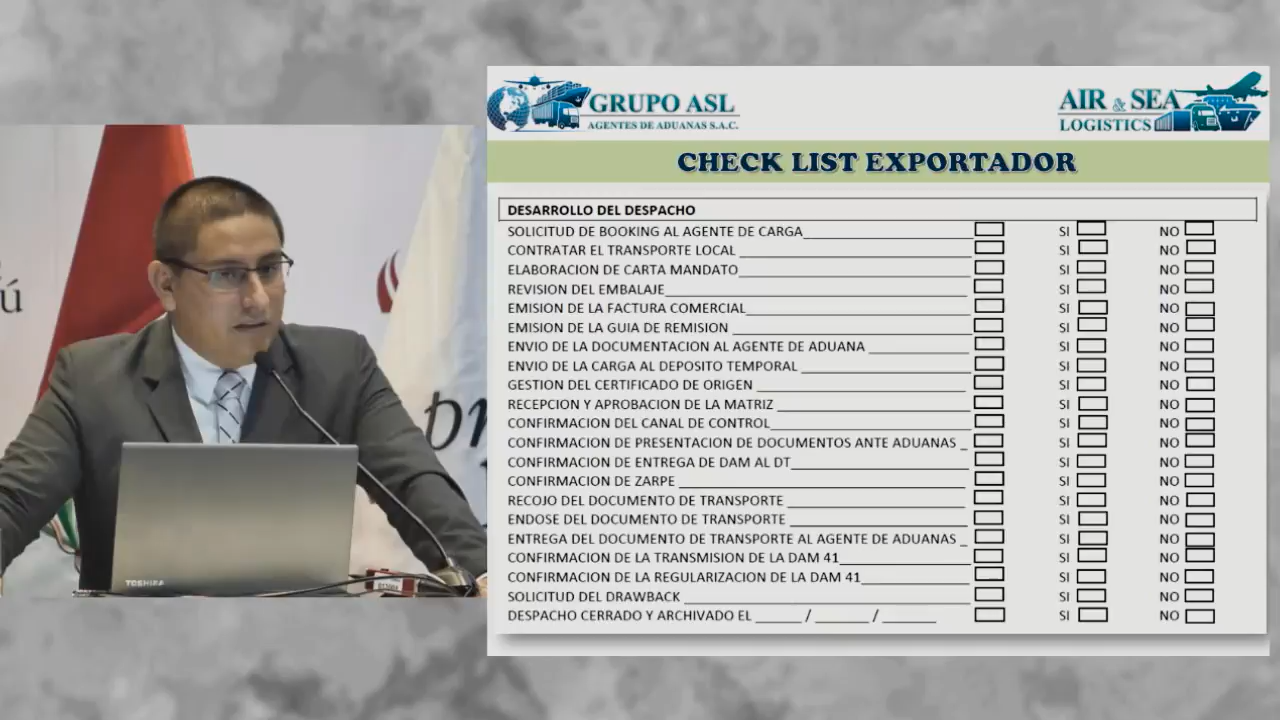 ú
pr
TOSHIBA
GRUPO ASL
AGENTES DE ADUANAS S.A.C.
AIR & SEA
LOGISTICS
CHECK LIST EXPORTADOR
DESARROLLO DEL DESPACHO
SOLICITUD DE BOOKING AL AGENTE DE CARGA SI NO
CONTRATAR EL TRANSPORTE LOCAL SI NO
ELABORACION DE CARTA MANDATO SI NO
REVISION DEL EMBALAJE SI NO
EMISION DE LA FACTURA COMERCIAL SI NO
EMISION DE LA GUIA DE REMISION SI NO
ENVIO DE LA DOCUMENTACION AL AGENTE DE ADUANA SI NO
ENVIO DE LA CARGA AL DEPOSITO TEMPORAL SI NO
GESTION DEL CERTIFICADO DE ORIGEN SI NO
RECEPCION Y APROBACION DE LA MATRIZ SI NO
CONFIRMACION DEL CANAL DE CONTROL SI NO
CONFIRMACION DE PRESENTACION DE DOCUMENTOS ANTE ADUANAS SI NO
CONFIRMACION DE ENTREGA DE DAM AL DT SI NO
CONFIRMACION DE ZARPE SI NO
RECOJO DEL DOCUMENTO DE TRANSPORTE SI NO
ENDOSE DEL DOCUMENTO DE TRANSPORTE SI NO
ENTREGA DEL DOCUMENTO DE TRANSPORTE AL AGENTE DE ADUANAS SI NO
CONFIRMACION DE LA TRANSMISION DE LA DAM 41 SI NO
CONFIRMACION DE LA REGULARIZACION DE LA DAM 41 SI NO
SOLICITUD DEL DRAWBACK SI NO
DESPACHO CERRADO Y ARCHIVADO EL ______ / _______ / _______ SI NO